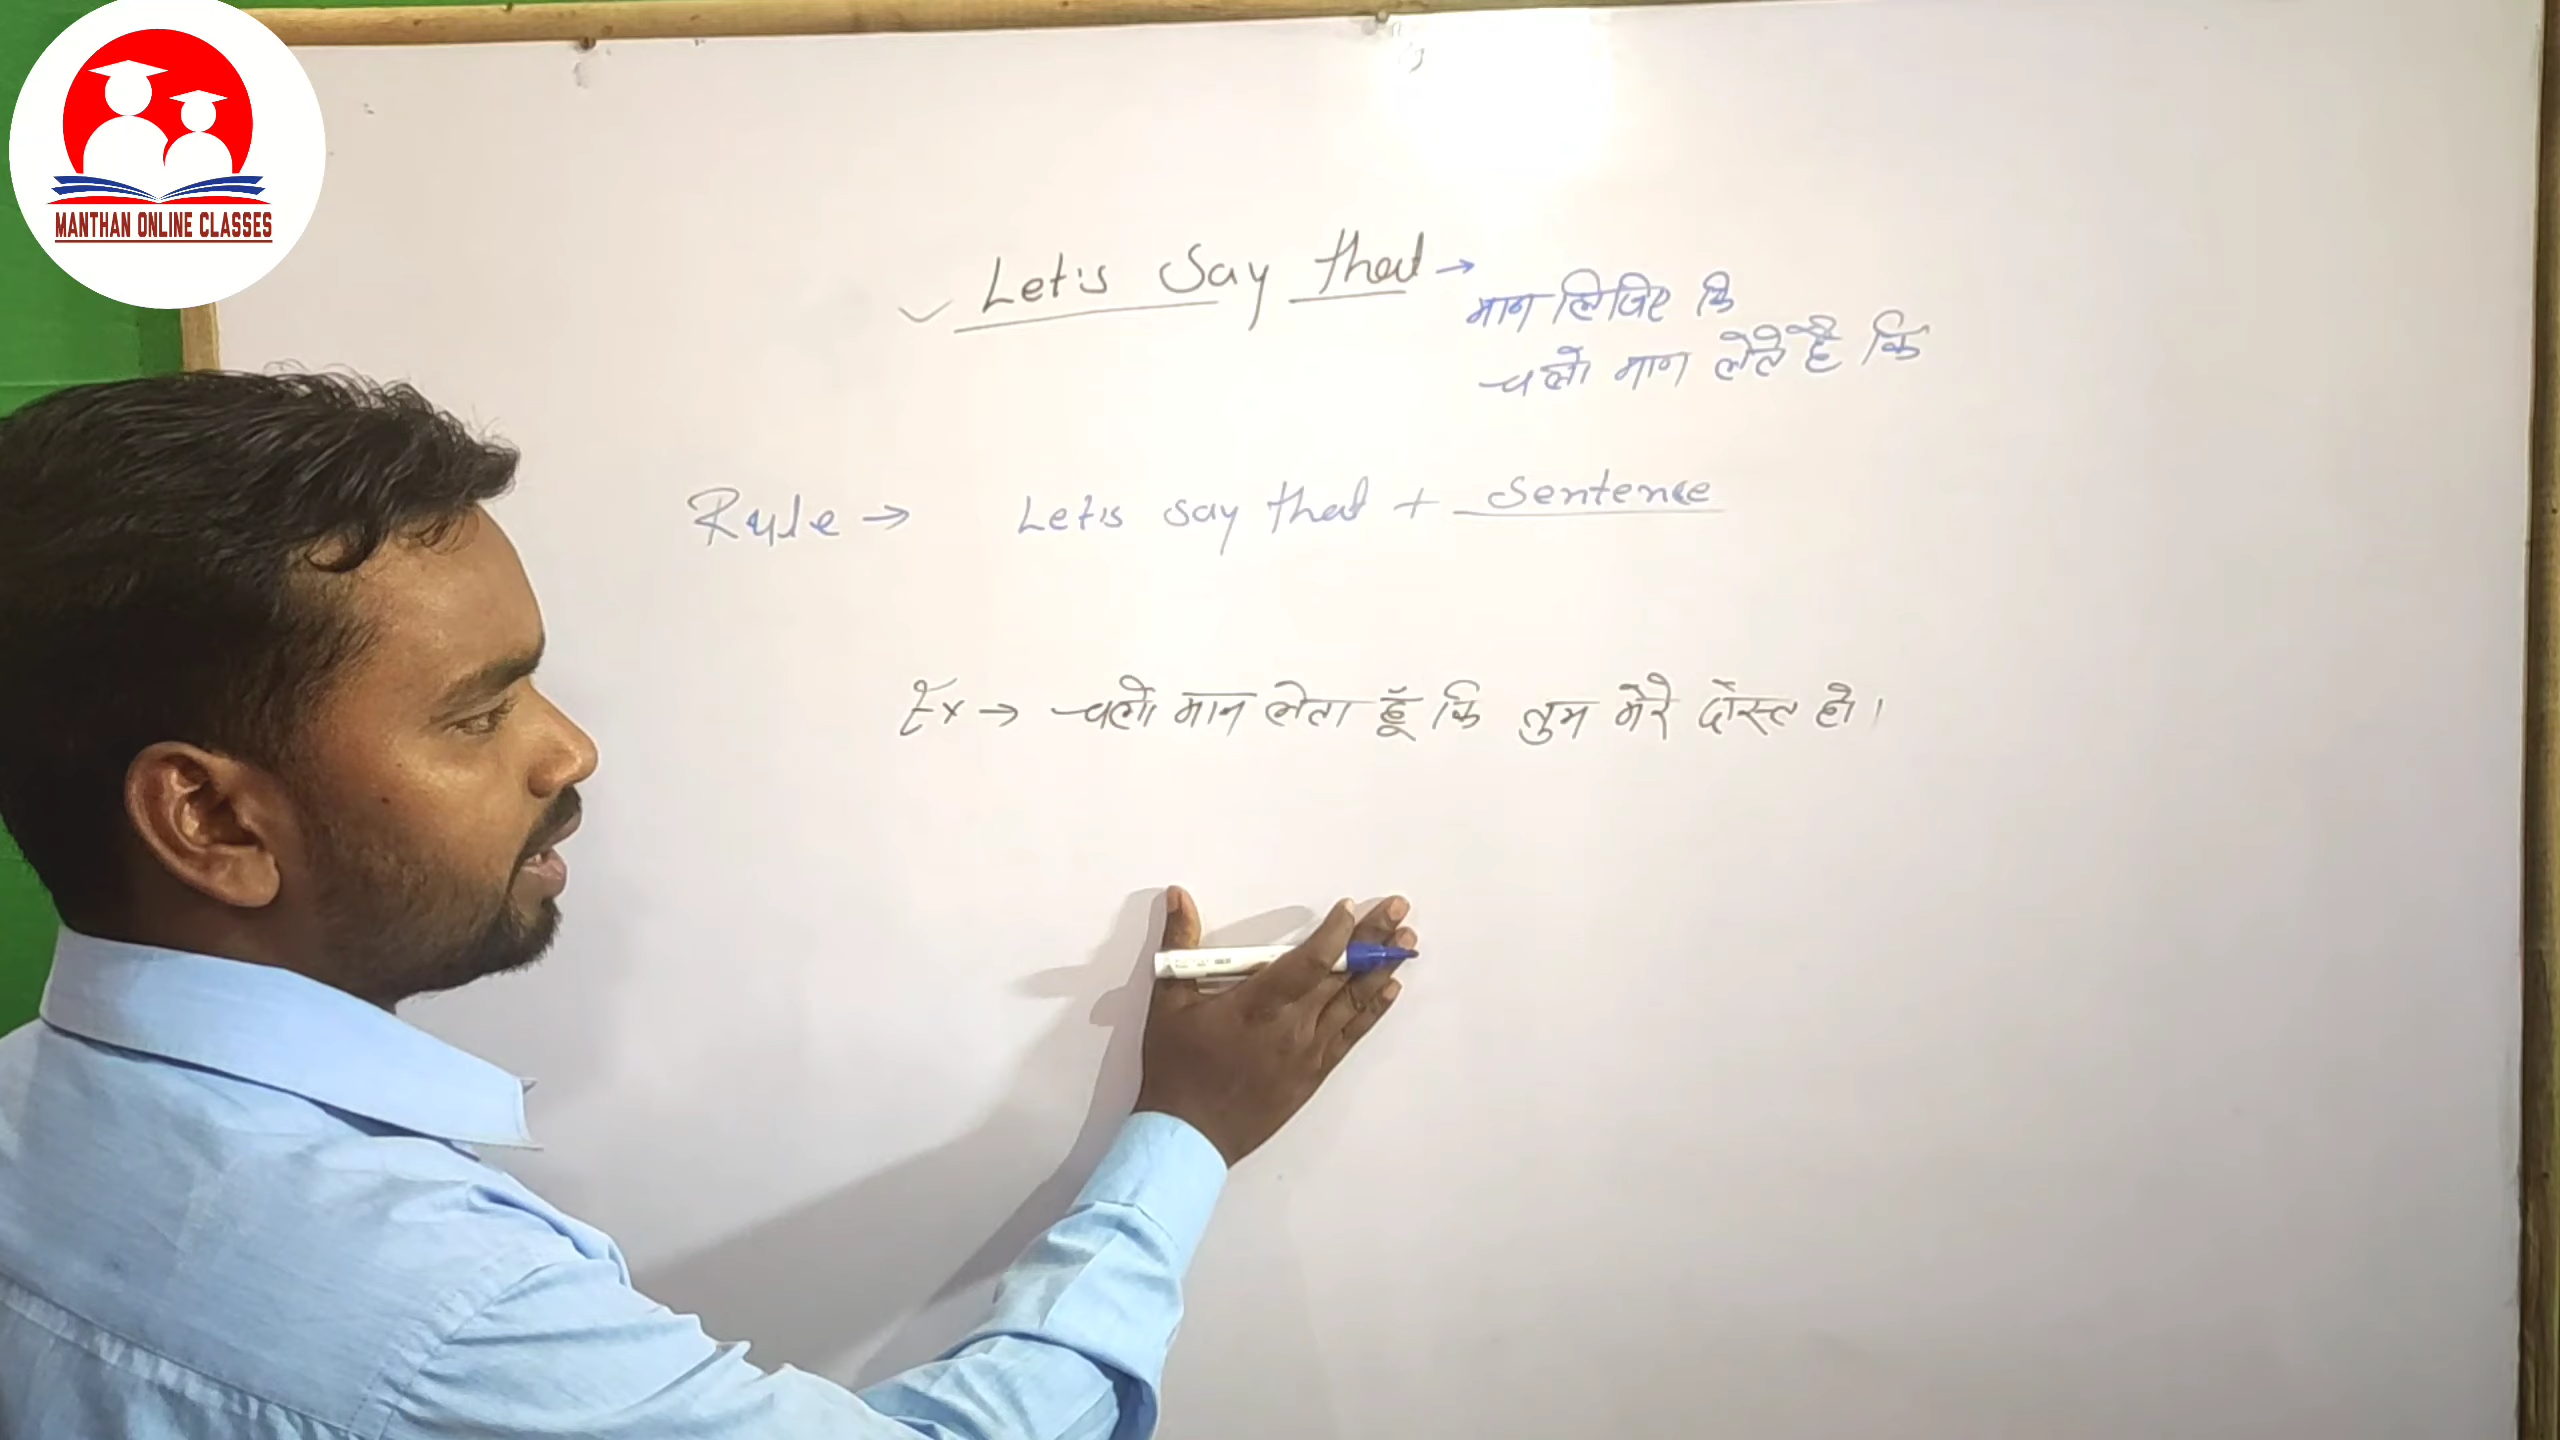 MANTHAN ONLINE CLASSES
Let's Say that →
मान लिजिए कि
चलो मान लेते है कि
Rule → Let's say that + Sentence
Ex → चलो मान लेता हूँ कि तुम मेरे दोस्त हो।